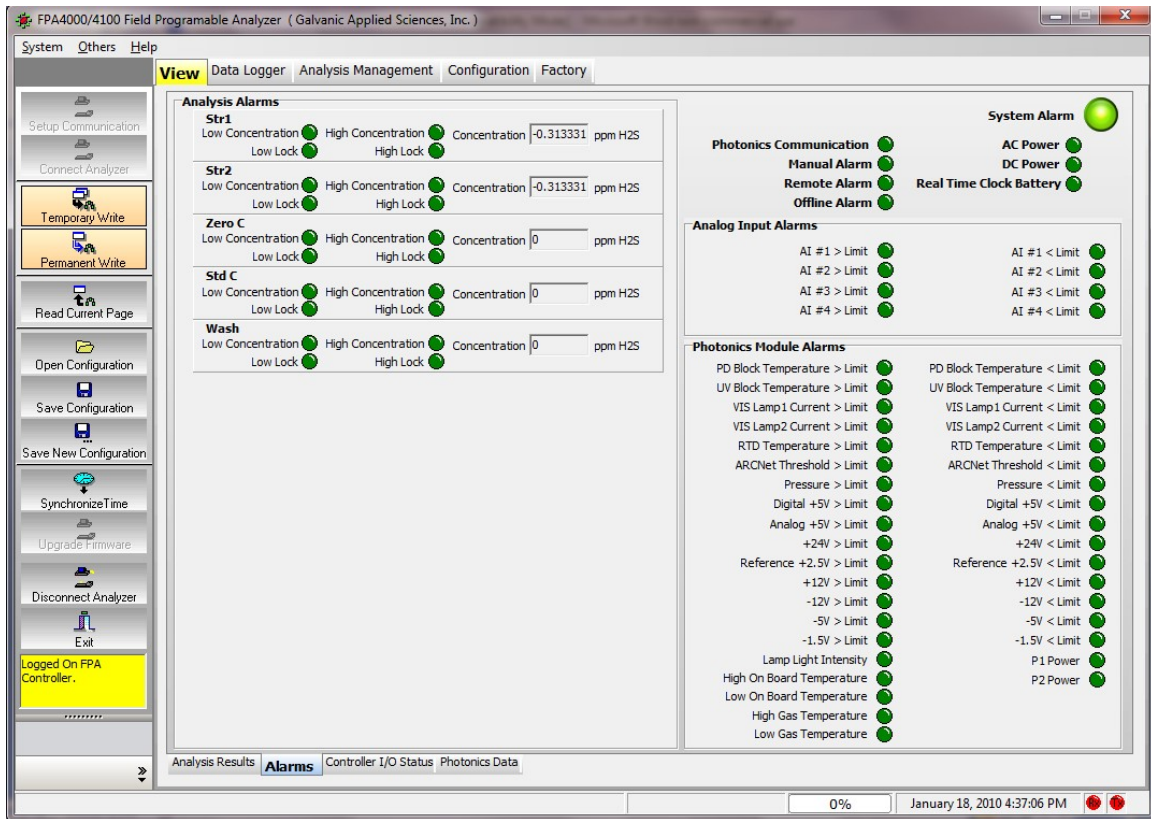 FPA4000/4100 Field Programable Analyzer ( Galvanic Applied Sciences, Inc. )
System Others Help
View Data Logger Analysis Management Configuration Factory
Setup Communication
Connect Analyzer
Temporary Write
Permanent Write
Read Current Page
Open Configuration
Save Configuration
Save New Configuration
SynchronizeTime
Upgrade Firmware
Disconnect Analyzer
Exit
Logged On FPA
Controller.
Analysis Alarms
Str1
Low Concentration High Concentration Concentration -0.313331 ppm H2S
Low Lock High Lock
Str2
Low Concentration High Concentration Concentration -0.313331 ppm H2S
Low Lock High Lock
Zero C
Low Concentration High Concentration Concentration 0 ppm H2S
Low Lock High Lock
Std C
Low Concentration High Concentration Concentration 0 ppm H2S
Low Lock High Lock
Wash
Low Concentration High Concentration Concentration 0 ppm H2S
Low Lock High Lock
System Alarm
Photonics Communication AC Power
Manual Alarm DC Power
Remote Alarm Real Time Clock Battery
Offline Alarm
Analog Input Alarms
AI #1 > Limit AI #1 < Limit
AI #2 > Limit AI #2 < Limit
AI #3 > Limit AI #3 < Limit
AI #4 > Limit AI #4 < Limit
Photonics Module Alarms
PD Block Temperature > Limit PD Block Temperature < Limit
UV Block Temperature > Limit UV Block Temperature < Limit
VIS Lamp1 Current > Limit VIS Lamp1 Current < Limit
VIS Lamp2 Current > Limit VIS Lamp2 Current < Limit
RTD Temperature > Limit RTD Temperature < Limit
ARCNet Threshold > Limit ARCNet Threshold < Limit
Pressure > Limit Pressure < Limit
Digital +5V > Limit Digital +5V < Limit
Analog +5V > Limit Analog +5V < Limit
+24V > Limit +24V < Limit
Reference +2.5V > Limit Reference +2.5V < Limit
+12V > Limit +12V < Limit
-12V > Limit -12V < Limit
-5V > Limit -5V < Limit
-1.5V > Limit -1.5V < Limit
Lamp Light Intensity P1 Power
High On Board Temperature P2 Power
Low On Board Temperature
High Gas Temperature
Low Gas Temperature
Analysis Results Alarms Controller I/O Status Photonics Data
0% January 18, 2010 4:37:06 PM Rx Tx